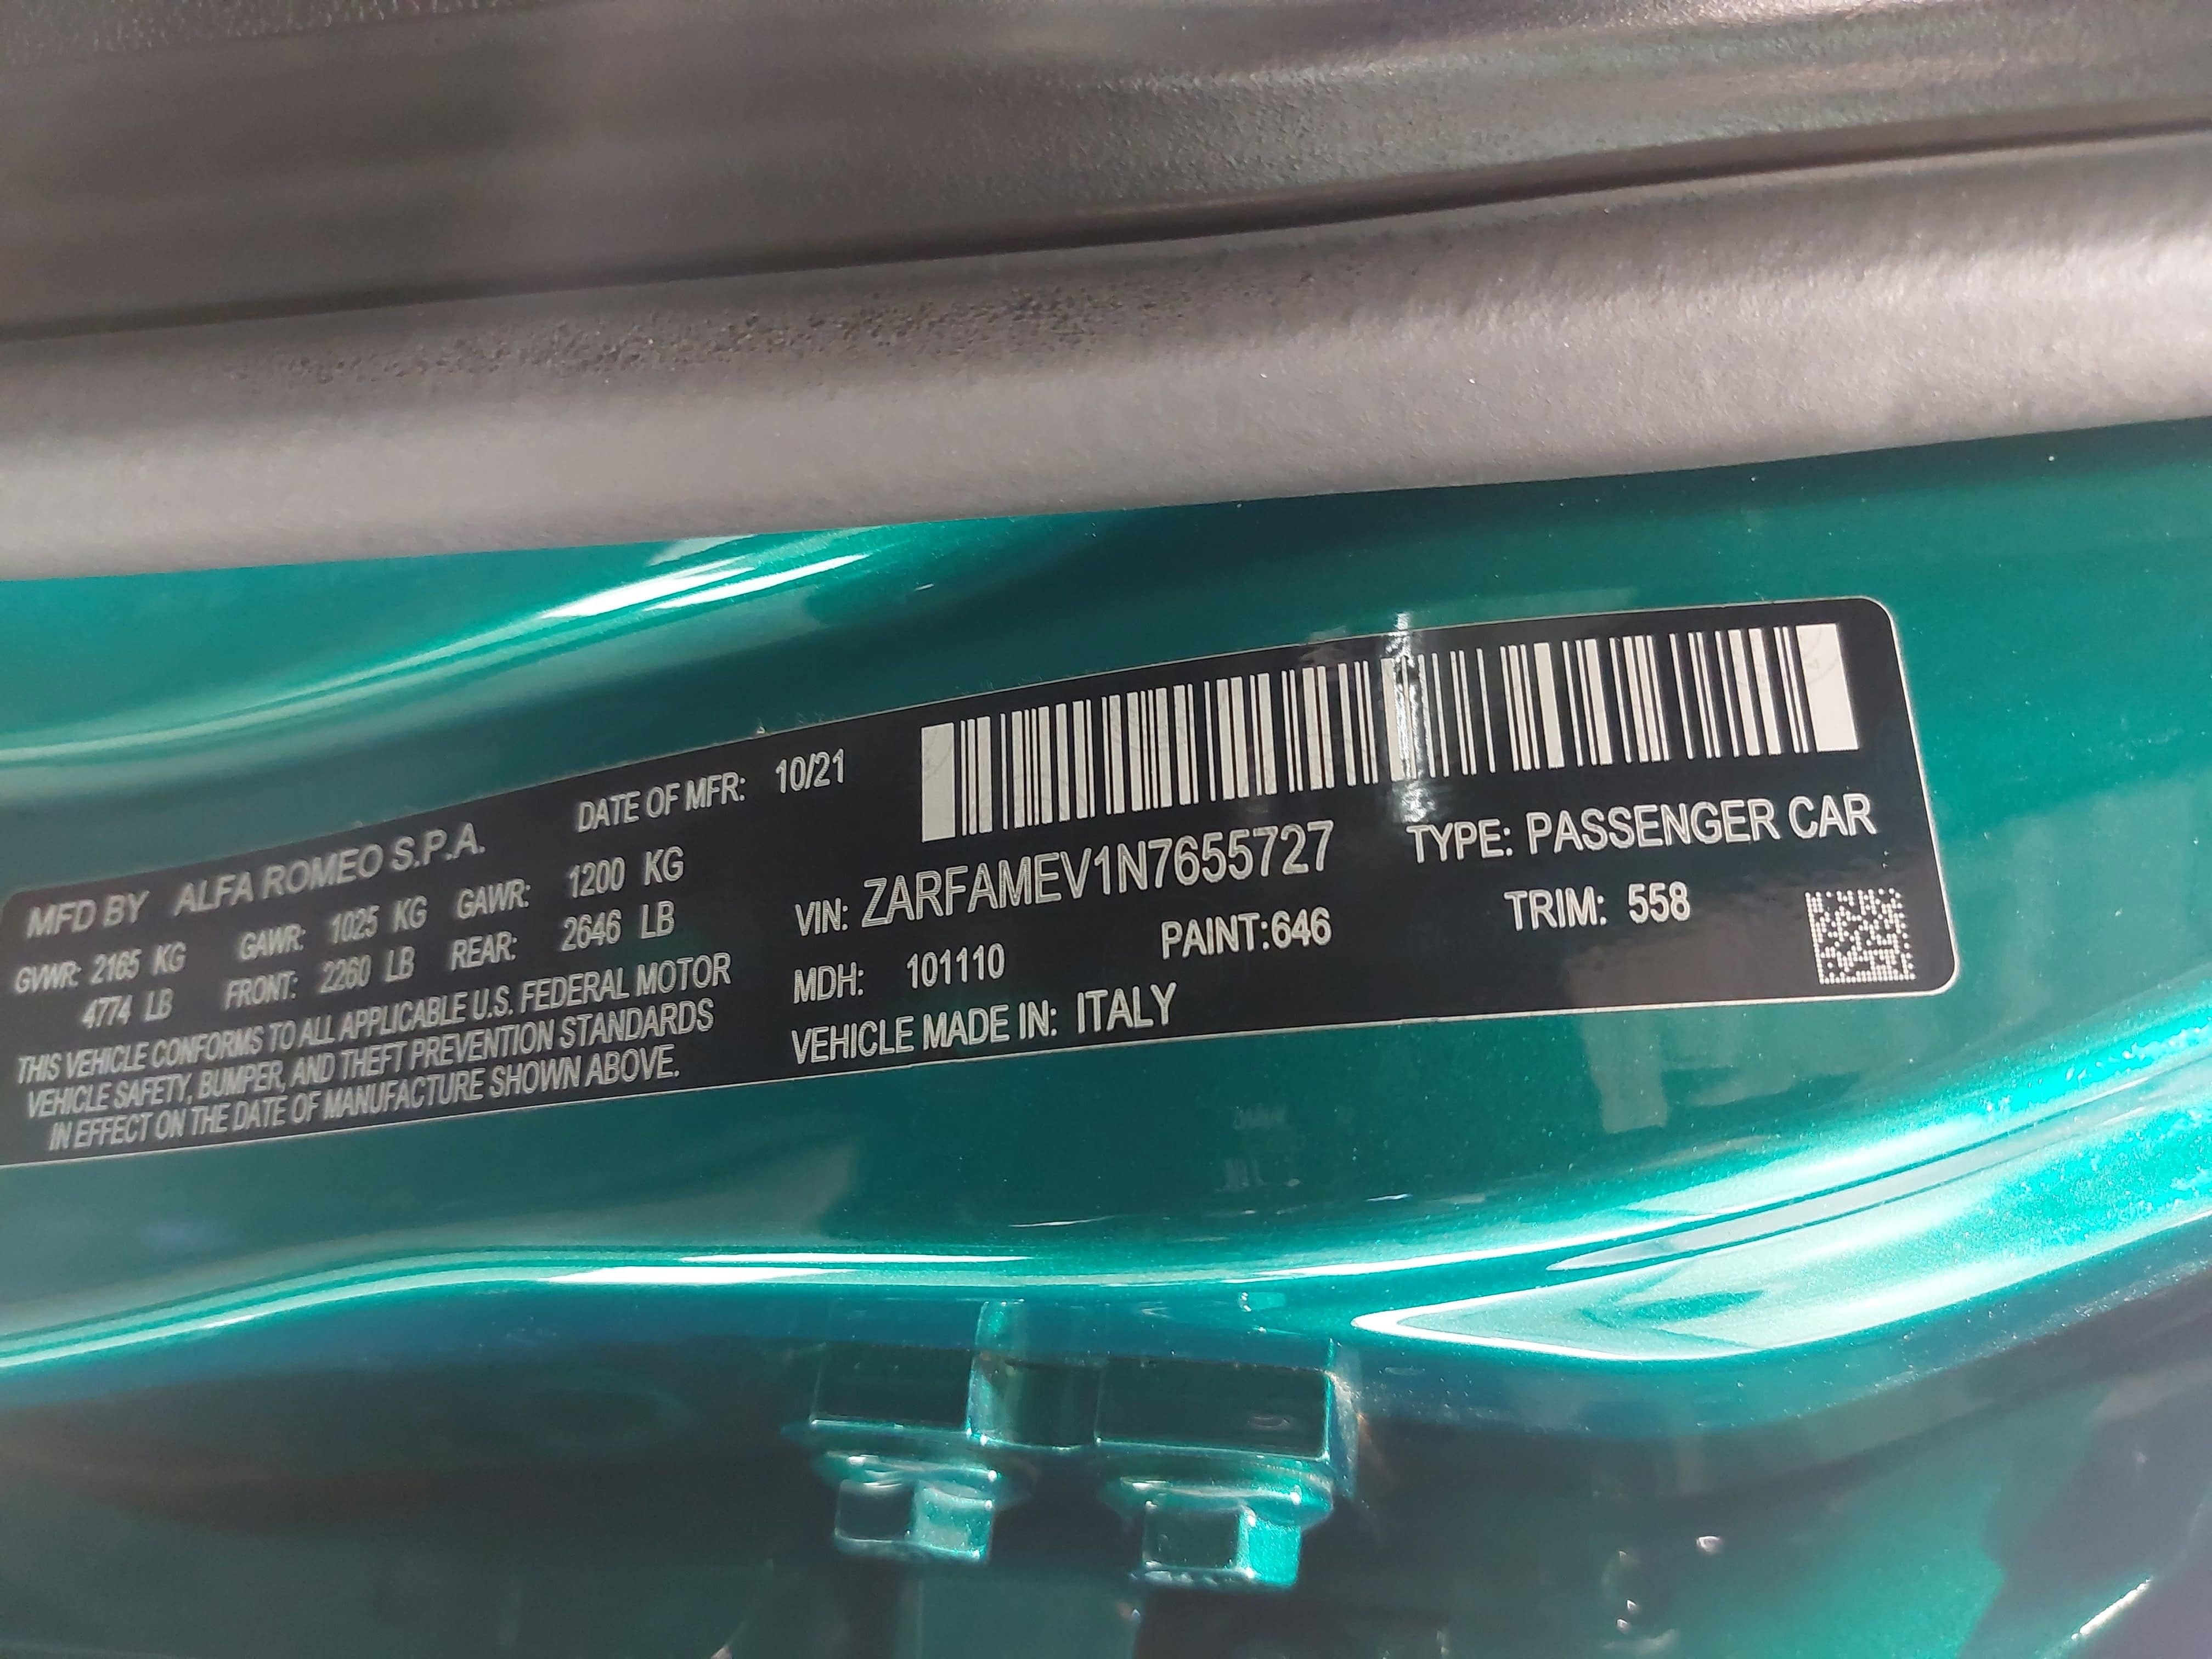 MFD BY ALFA ROMEO S.P.A. DATE OF MFR: 10/21
GVWR: 2165 KG GAWR: 1025 KG GAWR: 1200 KG
4774 LB FRONT: 2260 LB REAR: 2646 LB
THIS VEHICLE CONFORMS TO ALL APPLICABLE U.S. FEDERAL MOTOR
VEHICLE SAFETY, BUMPER, AND THEFT PREVENTION STANDARDS
IN EFFECT ON THE DATE OF MANUFACTURE SHOWN ABOVE.
VIN: ZARFAMEV1N7655727 TYPE: PASSENGER CAR
MDH: 101110 PAINT:646 TRIM: 558
VEHICLE MADE IN: ITALY